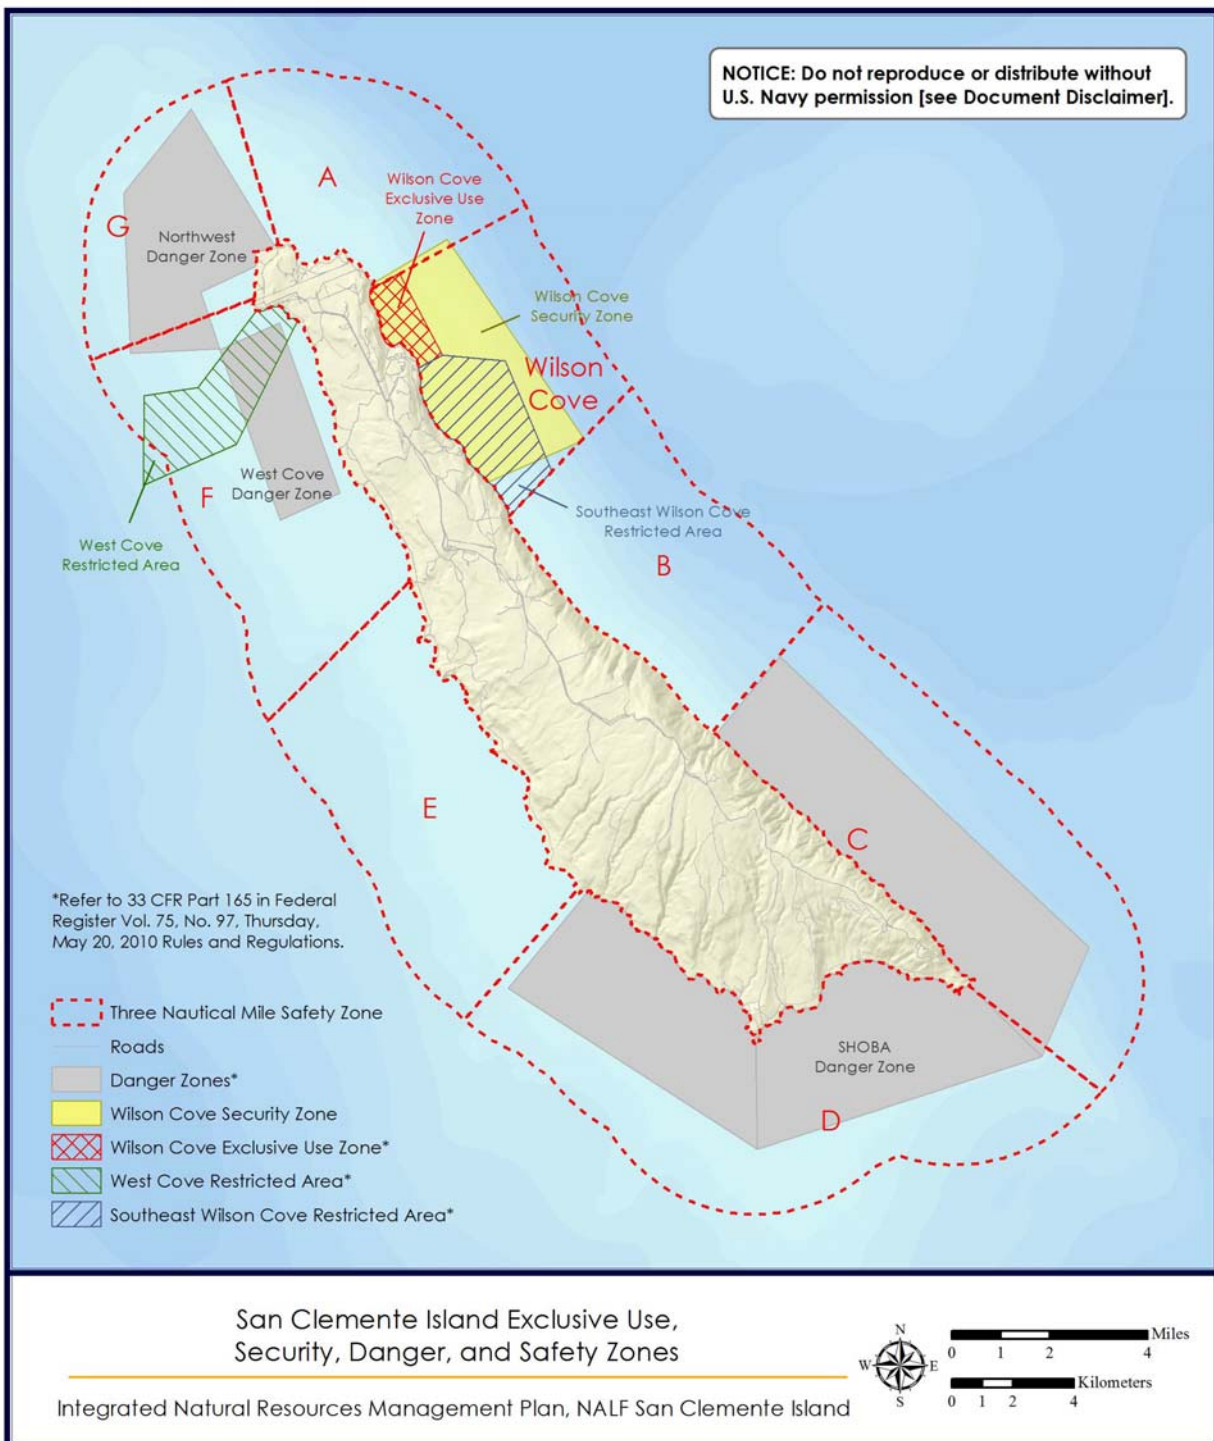 NOTICE: Do not reproduce or distribute without
U.S. Navy permission [see Document Disclaimer].
A
Wilson Cove
Exclusive Use
Zone
G
Northwest
Danger Zone
Wilson Cove
Security Zone
Wilson
Cove
West Cove
Danger Zone
F
Southeast Wilson Cove
Restricted Area
West Cove
Restricted Area
B
E
C
*Refer to 33 CFR Part 165 in Federal
Register Vol. 75, No. 97, Thursday,
May 20, 2010 Rules and Regulations.
Three Nautical Mile Safety Zone
Roads
Danger Zones*
Wilson Cove Security Zone
Wilson Cove Exclusive Use Zone*
West Cove Restricted Area*
Southeast Wilson Cove Restricted Area*
SHOBA
Danger Zone
D
San Clemente Island Exclusive Use,
Security, Danger, and Safety Zones
Integrated Natural Resources Management Plan, NALF San Clemente Island
N
W E
S
Miles
0 1 2 4
Kilometers
0 1 2 4